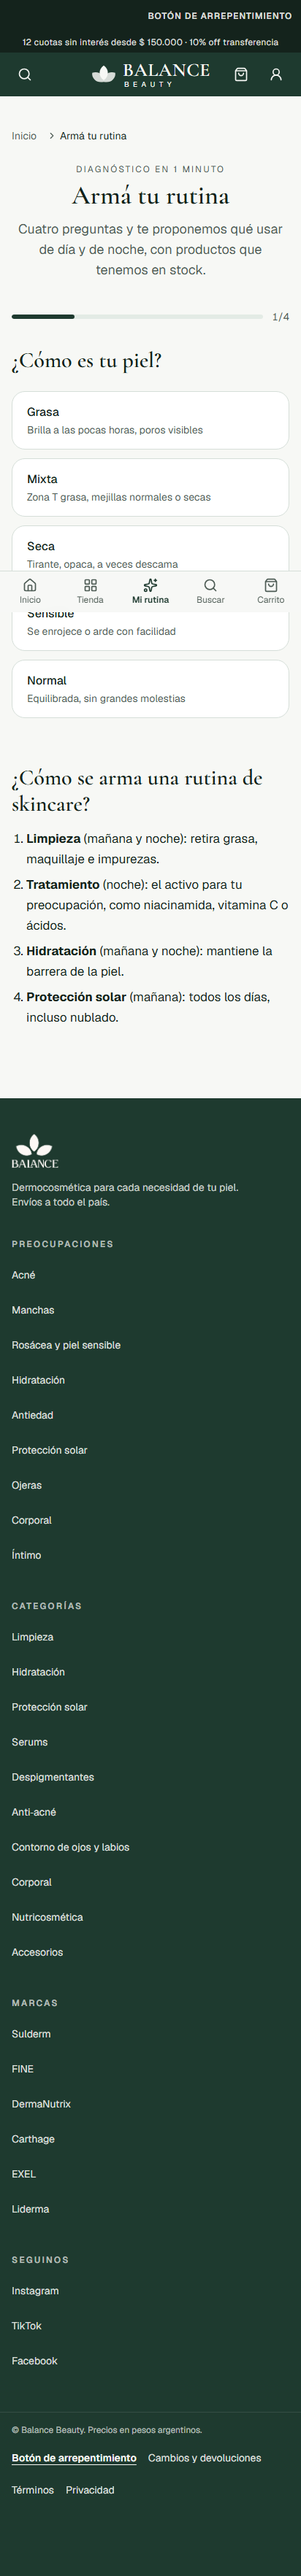 BOTÓN DE ARREPENTIMIENTO
12 cuotas sin interés desde $ 150.000 · 10% off transferencia
BALANCE
BEAUTY
Inicio > Armá tu rutina
DIAGNÓSTICO EN 1 MINUTO
Armá tu rutina
Cuatro preguntas y te proponemos qué usar
de día y de noche, con productos que
tenemos en stock.
1/4
¿Cómo es tu piel?
Grasa
Brilla a las pocas horas, poros visibles
Mixta
Zona T grasa, mejillas normales o secas
Seca
Tirante, opaca, a veces descama
Inicio Tienda Mi rutina Buscar Carrito
Sensible
Se enrojece o arde con facilidad
Normal
Equilibrada, sin grandes molestias
¿Cómo se arma una rutina de
skincare?
1. Limpieza (mañana y noche): retira grasa,
maquillaje e impurezas.
2. Tratamiento (noche): el activo para tu
preocupación, como niacinamida, vitamina C o
ácidos.
3. Hidratación (mañana y noche): mantiene la
barrera de la piel.
4. Protección solar (mañana): todos los días,
incluso nublado.
BALANCE
Dermocosmética para cada necesidad de tu piel.
Envíos a todo el país.
PREOCUPACIONES
Acné
Manchas
Rosácea y piel sensible
Hidratación
Antiedad
Protección solar
Ojeras
Corporal
Íntimo
CATEGORÍAS
Limpieza
Hidratación
Protección solar
Serums
Despigmentantes
Anti-acné
Contorno de ojos y labios
Corporal
Nutricosmética
Accesorios
MARCAS
Sulderm
FINE
DermaNutrix
Carthage
EXEL
Liderma
SEGUINOS
Instagram
TikTok
Facebook
© Balance Beauty. Precios en pesos argentinos.
Botón de arrepentimiento Cambios y devoluciones
Términos Privacidad